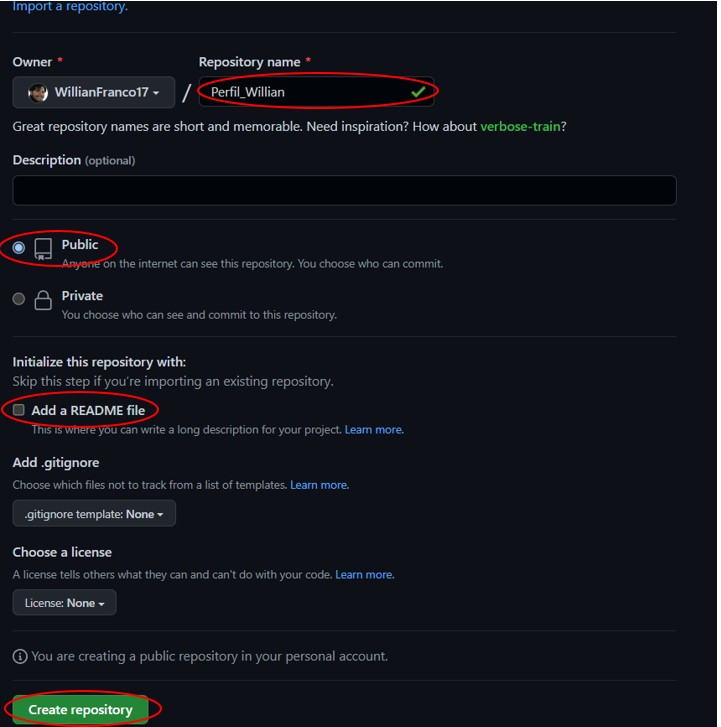 Import a repository.
Owner * Repository name *
WillianFranco17 / Perfil_Willian
Great repository names are short and memorable. Need inspiration? How about verbose-train?
Description (optional)
Public
Anyone on the internet can see this repository. You choose who can commit.
Private
You choose who can see and commit to this repository.
Initialize this repository with:
Skip this step if you're importing an existing repository.
Add a README file
This is where you can write a long description for your project. Learn more.
Add .gitignore
Choose which files not to track from a list of templates. Learn more.
.gitignore template: None
Choose a license
A license tells others what they can and can't do with your code. Learn more.
License: None
You are creating a public repository in your personal account.
Create repository